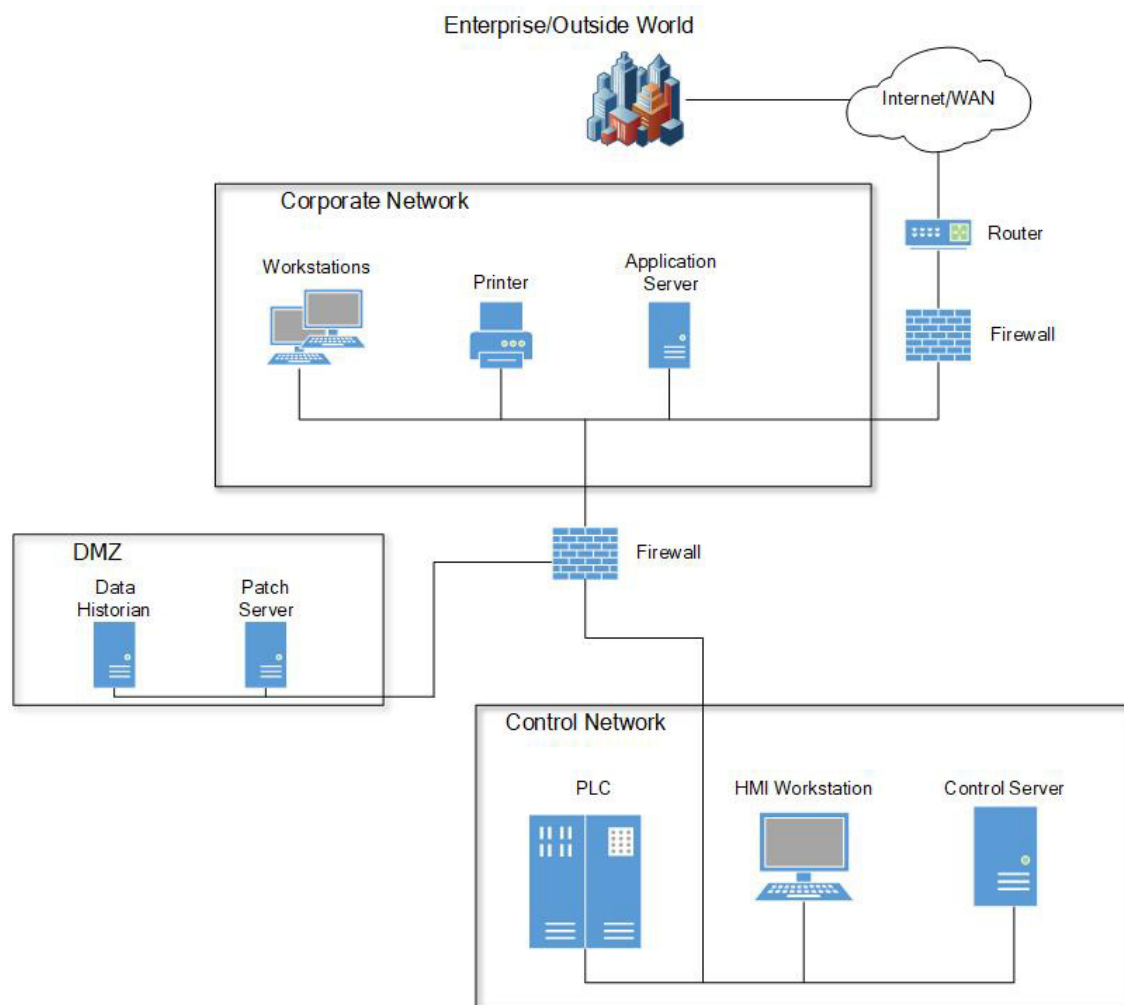 Enterprise/Outside World
Internet/WAN
Corporate Network
Router
Workstations
Printer
Application
Server
Firewall
DMZ
Firewall
Data
Historian
Patch
Server
Control Network
PLC
HMI Workstation
Control Server